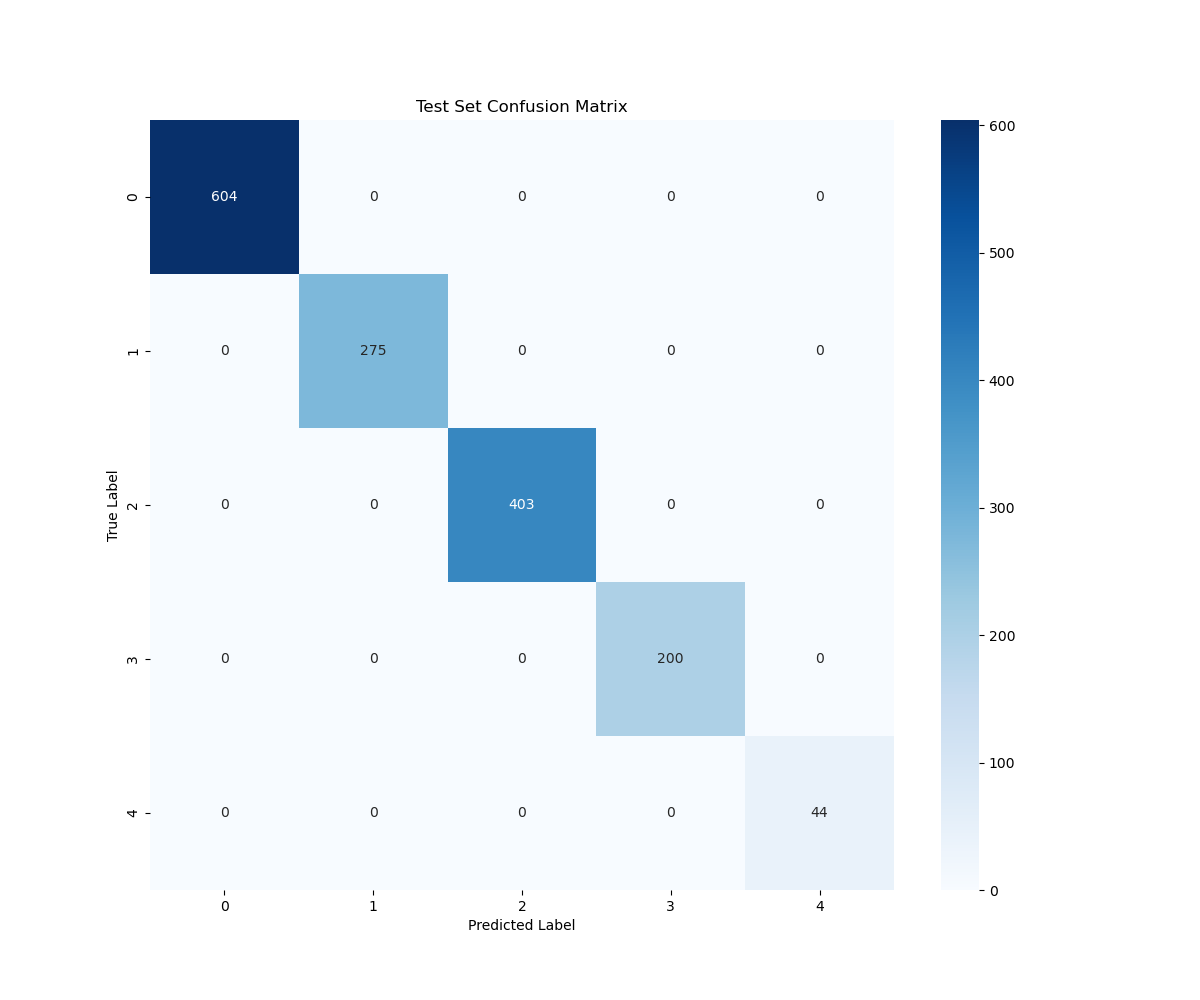 Test Set Confusion Matrix
True Label
0 604 0 0 0 0
1 0 275 0 0 0
2 0 0 403 0 0
3 0 0 0 200 0
4 0 0 0 0 44
0 1 2 3 4
Predicted Label
600
500
400
300
200
100
0